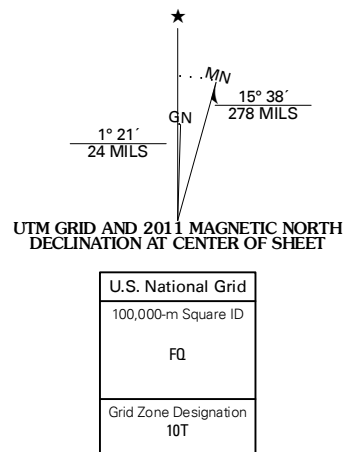 ★
MN
GN
15° 38´
278 MILS
1° 21´
24 MILS
UTM GRID AND 2011 MAGNETIC NORTH
DECLINATION AT CENTER OF SHEET
U.S. National Grid
100,000-m Square ID
FQ
Grid Zone Designation
10T